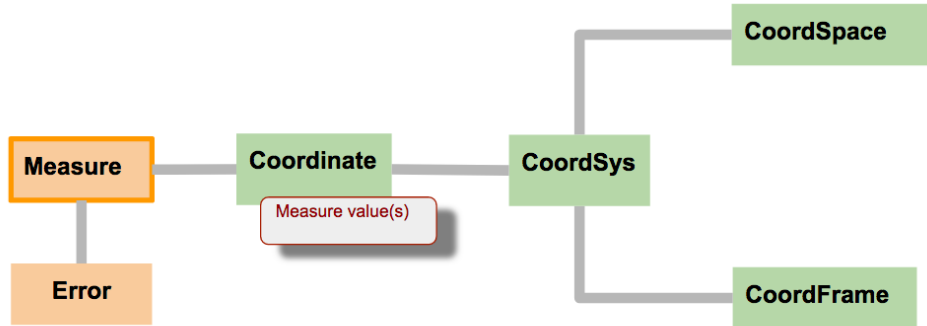 CoordSpace
Measure
Coordinate
CoordSys
Measure value(s)
Error
CoordFrame